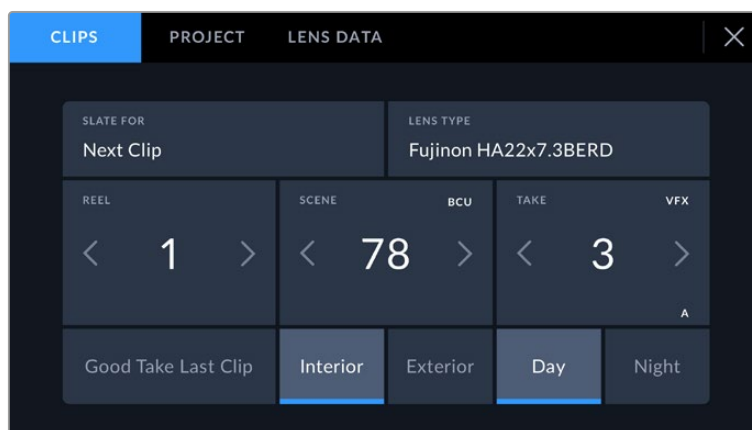 CLIPS PROJECT LENS DATA
SLATE FOR LENS TYPE
Next Clip Fujinon HA22x7.3BERD
REEL SCENE BCU TAKE VFX
1 78 3
A
Good Take Last Clip Interior Exterior Day Night